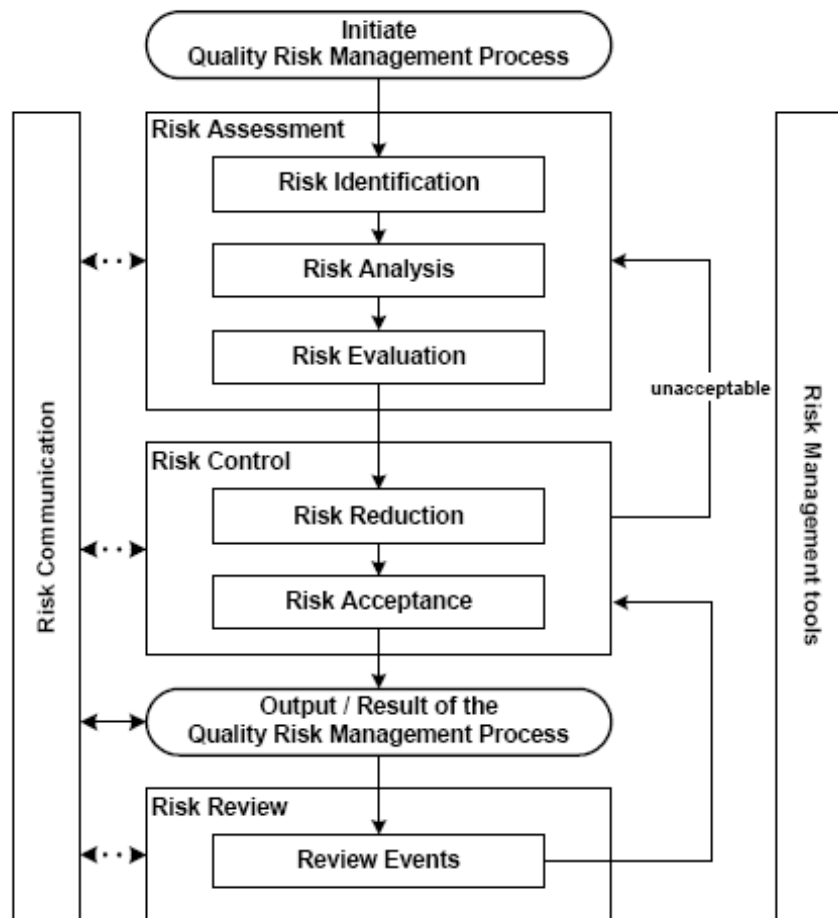 Initiate
Quality Risk Management Process
Risk Assessment
Risk Identification
Risk Analysis
Risk Evaluation
unacceptable
Risk Control
Risk Reduction
Risk Acceptance
Output / Result of the
Quality Risk Management Process
Risk Review
Review Events
Risk Communication
Risk Management tools